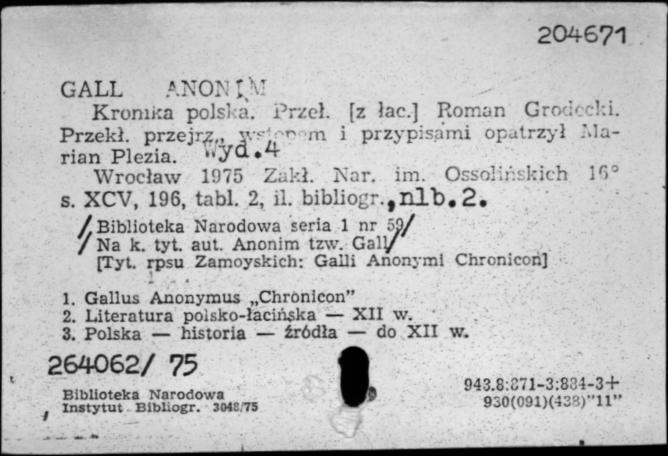 204671
GALL ANONIM
Kronika polska. Przeł. [z łac.] Roman Grodecki.
Przekł. przejrz., wstępem i przypisami opatrzył Ma-
rian Plezia. Wyd.4
Wrocław 1975 Zakł. Nar. im. Ossolińskich 16°
s. XCV, 196, tabl. 2, il. bibliogr., nlb.2.
/Biblioteka Narodowa seria 1 nr 59/
/Na k. tyt. aut. Anonim tzw. Gall/
[Tyt. rpsu Zamoyskich: Galli Anonymi Chronicon]
1. Gallus Anonymus „Chronicon”
2. Literatura polsko-łacińska — XII w.
3. Polska — historia — źródła — do XII w.
264062/ 75
Biblioteka Narodowa
Instytut Bibliogr. 3048/75
943.8:871-3:884-3+
930(091)(438)"11"